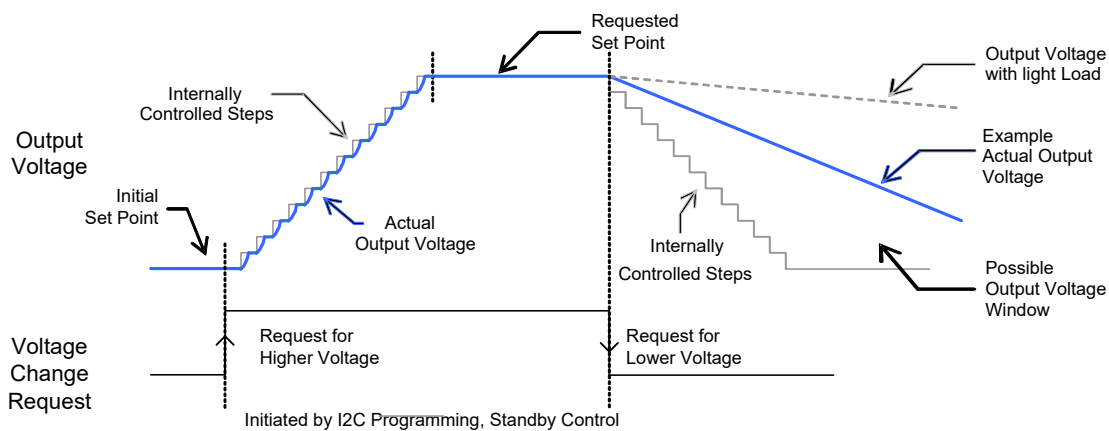 Requested
Set Point
Output Voltage
with light Load
Internally
Controlled Steps
Output
Voltage
Example
Actual Output
Voltage
Initial
Set Point
Actual
Output Voltage
Internally
Controlled Steps
Possible
Output Voltage
Window
Voltage
Change
Request
Request for
Higher Voltage
Request for
Lower Voltage
Initiated by I2C Programming, Standby Control